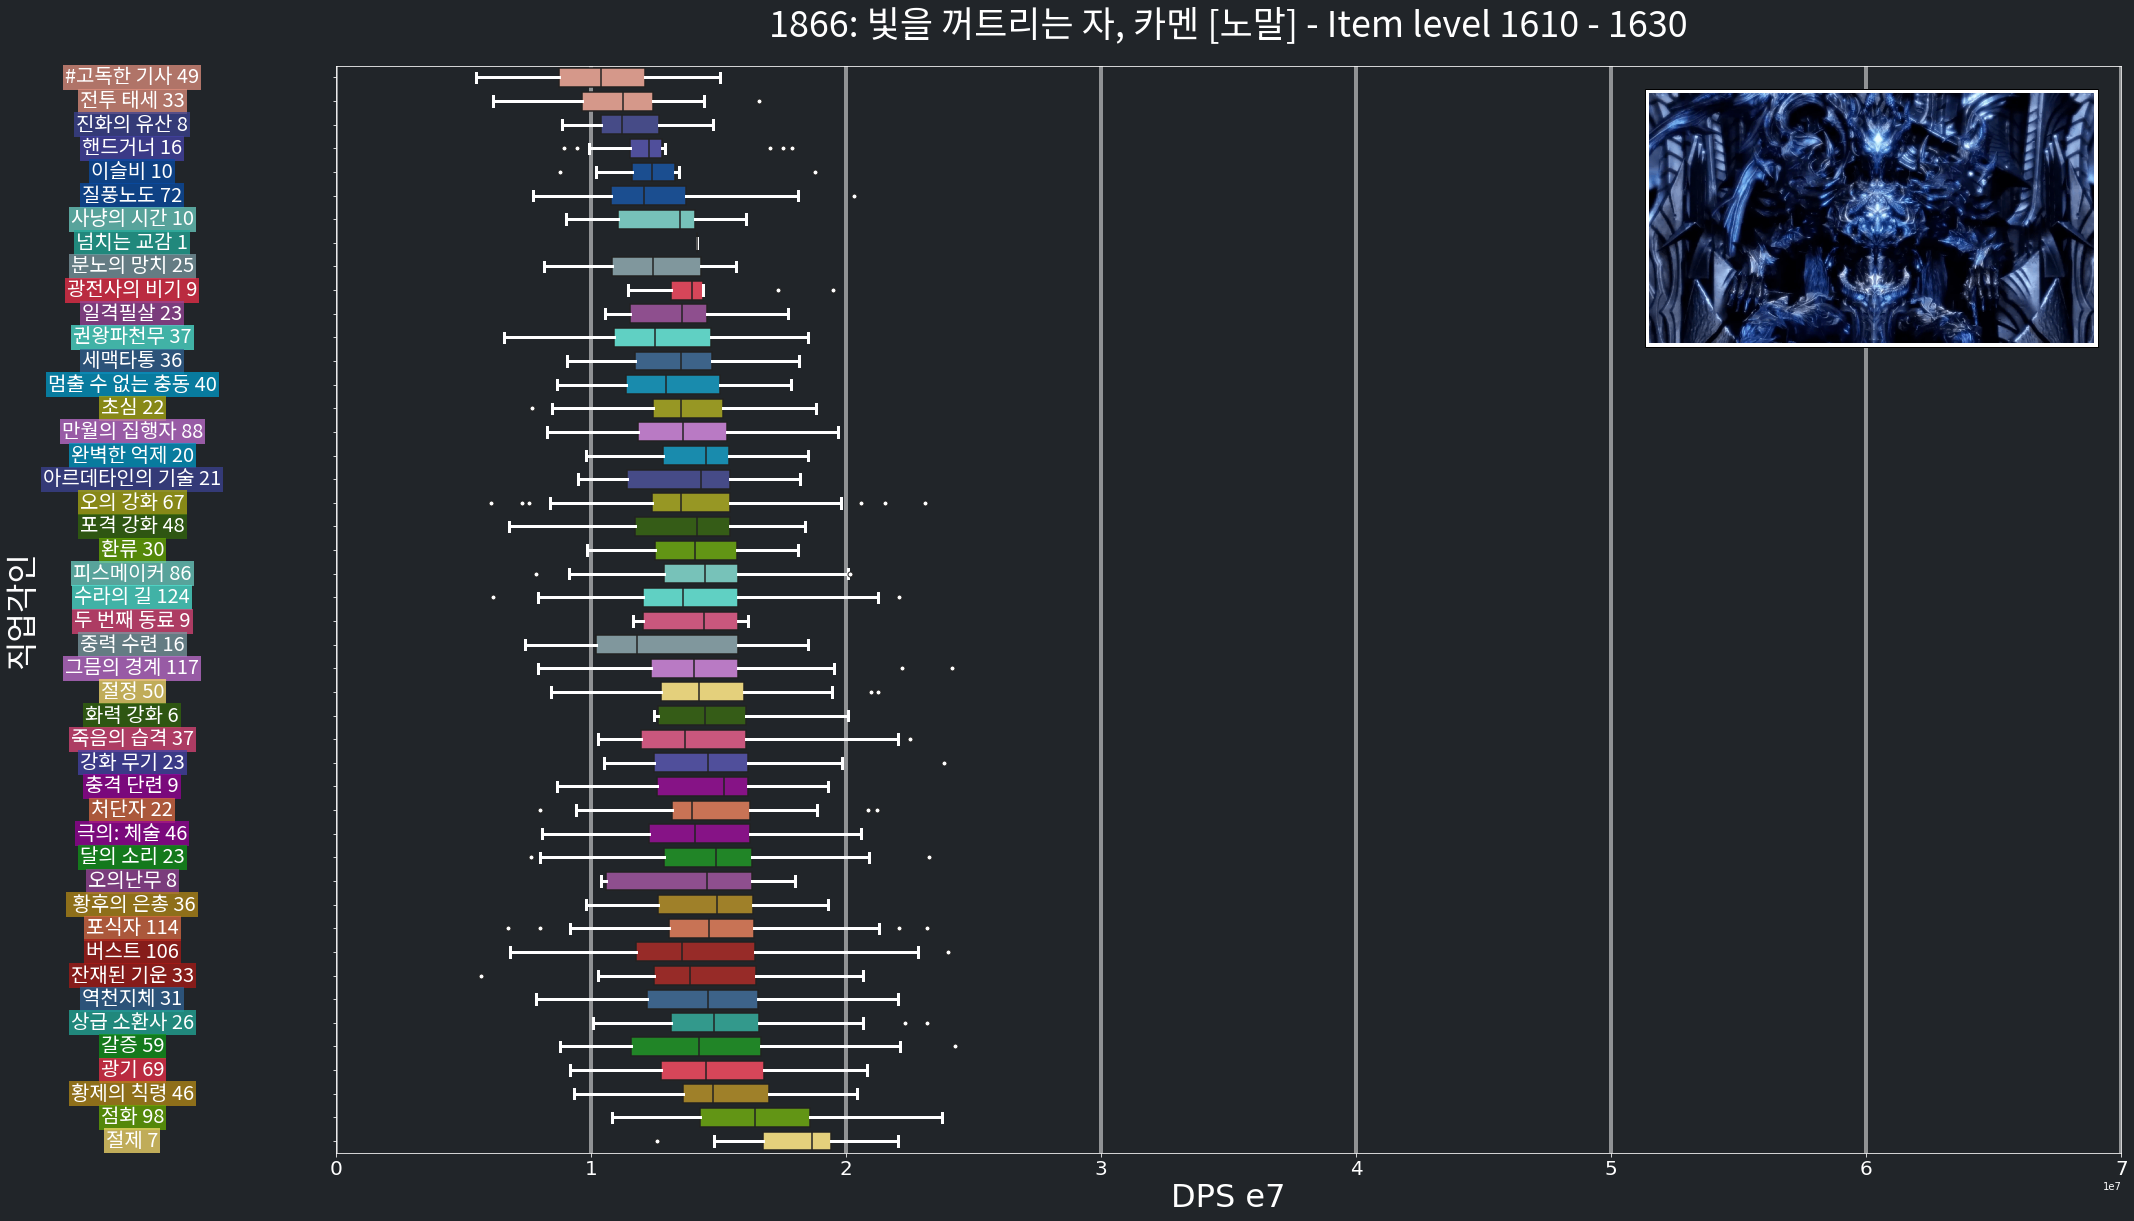 1866: 빛을 꺼트리는 자, 카멘 [노말] - Item level 1610 - 1630
직업각인
#고독한 기사 49
전투 태세 33
진화의 유산 8
핸드거너 16
이슬비 10
질풍노도 72
사냥의 시간 10
넘치는 교감 1
분노의 망치 25
광전사의 비기 9
일격필살 23
권왕파천무 37
세맥타통 36
멈출 수 없는 충동 40
초심 22
만월의 집행자 88
완벽한 억제 20
아르데타인의 기술 21
오의 강화 67
포격 강화 48
환류 30
피스메이커 86
수라의 길 124
두 번째 동료 9
중력 수련 16
그믐의 경계 117
절정 50
화력 강화 6
죽음의 습격 37
강화 무기 23
충격 단련 9
처단자 22
극의: 체술 46
달의 소리 23
오의난무 8
황후의 은총 36
포식자 114
버스트 106
잔재된 기운 33
역천지체 31
상급 소환사 26
갈증 59
광기 69
황제의 칙령 46
점화 98
절제 7
0 1 2 3 4 5 6 7
1e7
DPS e7